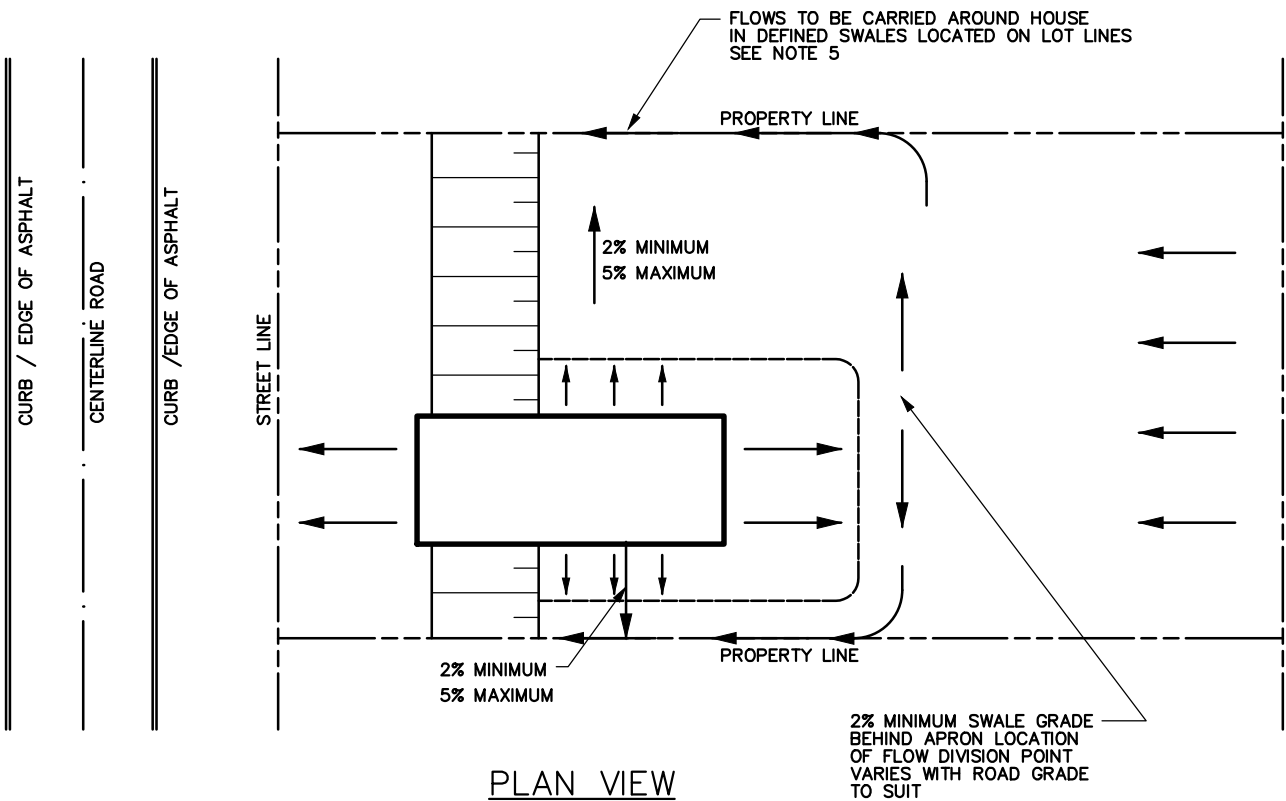 FLOWS TO BE CARRIED AROUND HOUSE
IN DEFINED SWALES LOCATED ON LOT LINES
SEE NOTE 5
PROPERTY LINE
CURB / EDGE OF ASPHALT
CENTERLINE ROAD
CURB /EDGE OF ASPHALT
STREET LINE
2% MINIMUM
5% MAXIMUM
2% MINIMUM
5% MAXIMUM
PROPERTY LINE
2% MINIMUM SWALE GRADE
BEHIND APRON LOCATION
OF FLOW DIVISION POINT
VARIES WITH ROAD GRADE
TO SUIT
PLAN VIEW